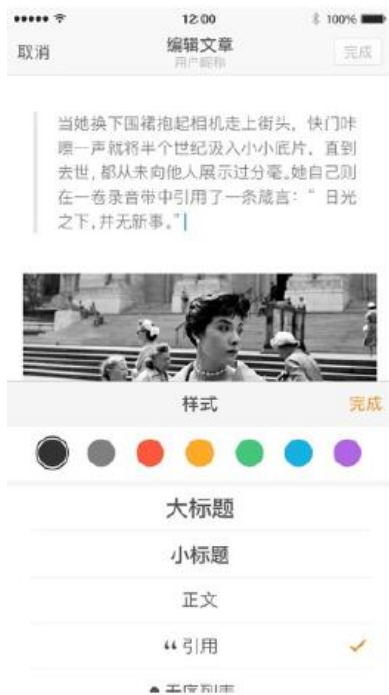 12:00
100%
取消
编辑文章
完成
用户昵称
当她换下围裙抱起相机走上街头，快门咔
嚓一声就将半个世纪汲入小小底片，直到
去世，都从未向他人展示过分毫。她自己则
在一卷录音带中引用了一条箴言：“日光
之下，并无新事。”
样式
完成
大标题
小标题
正文
“引用
无序列表